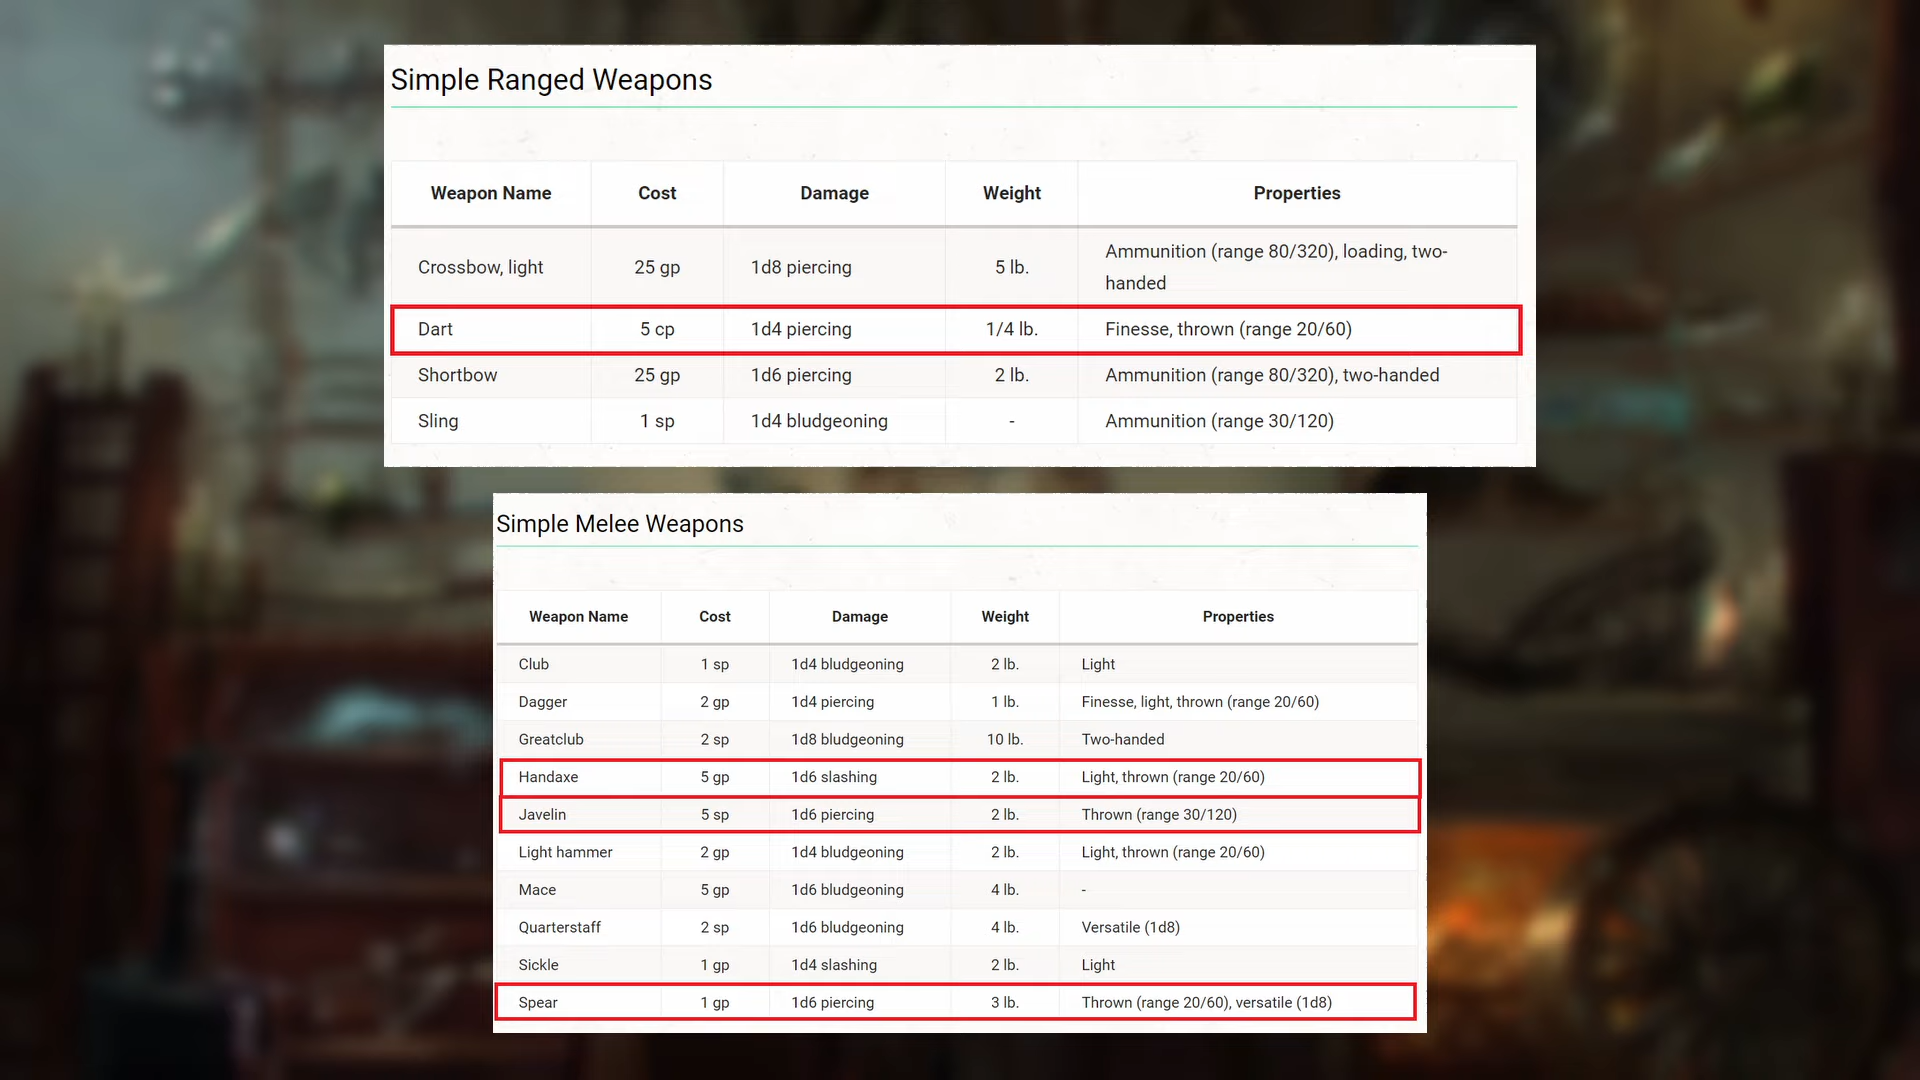 Simple Ranged Weapons
Weapon Name Cost Damage Weight Properties
Crossbow, light 25 gp 1d8 piercing 5 lb. Ammunition (range 80/320), loading, two-
handed
Dart 5 cp 1d4 piercing 1/4 lb. Finesse, thrown (range 20/60)
Shortbow 25 gp 1d6 piercing 2 lb. Ammunition (range 80/320), two-handed
Sling 1 sp 1d4 bludgeoning - Ammunition (range 30/120)
Simple Melee Weapons
Weapon Name Cost Damage Weight Properties
Club 1 sp 1d4 bludgeoning 2 lb. Light
Dagger 2 gp 1d4 piercing 1 lb. Finesse, light, thrown (range 20/60)
Greatclub 2 sp 1d8 bludgeoning 10 lb. Two-handed
Handaxe 5 gp 1d6 slashing 2 lb. Light, thrown (range 20/60)
Javelin 5 sp 1d6 piercing 2 lb. Thrown (range 30/120)
Light hammer 2 gp 1d4 bludgeoning 2 lb. Light, thrown (range 20/60)
Mace 5 gp 1d6 bludgeoning 4 lb. -
Quarterstaff 2 sp 1d6 bludgeoning 4 lb. Versatile (1d8)
Sickle 1 gp 1d4 slashing 2 lb. Light
Spear 1 gp 1d6 piercing 3 lb. Thrown (range 20/60), versatile (1d8)